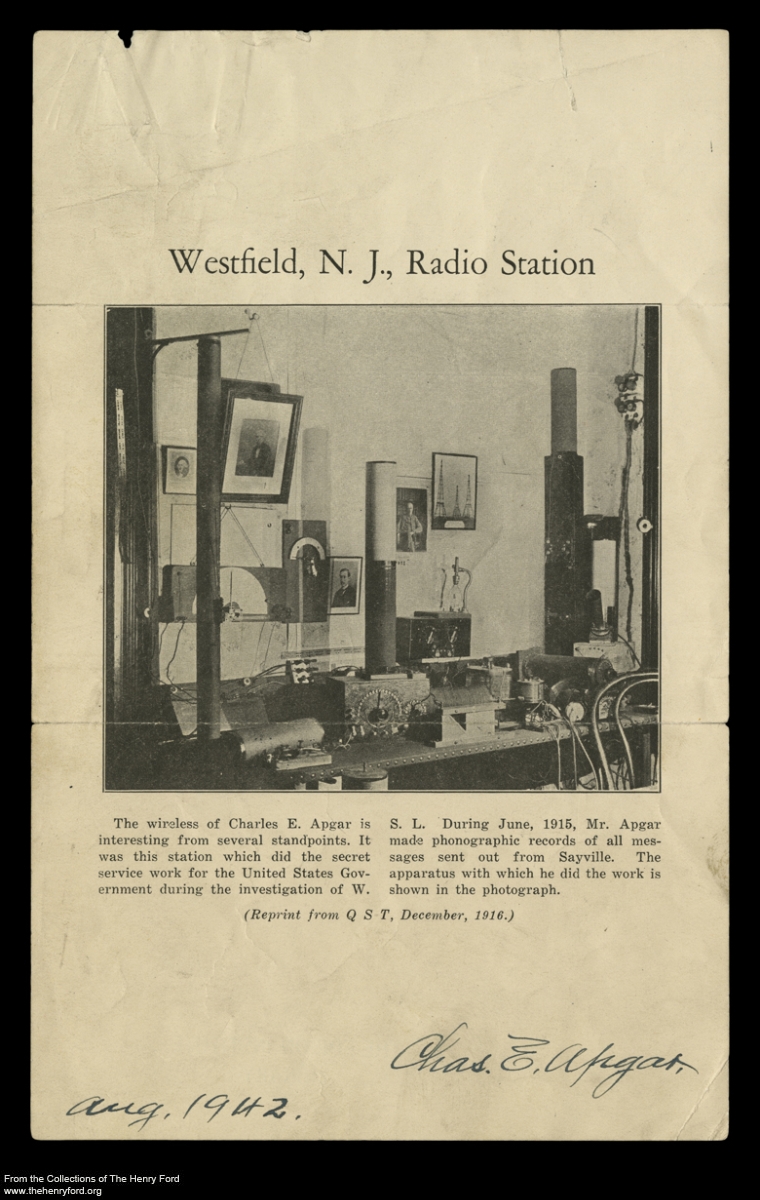 Westfield, N. J., Radio Station
The wireless of Charles E. Apgar is
interesting from several standpoints. It
was this station which did the secret
service work for the United States Gov-
ernment during the investigation of W.
S. L. During June, 1915, Mr. Apgar
made phonographic records of all mes-
sages sent out from Sayville. The
apparatus with which he did the work is
shown in the photograph.
(Reprint from Q S T, December, 1916.)
Chas. E. Apgar.
Aug. 1942.
From the Collections of The Henry Ford
www.thehenryford.org